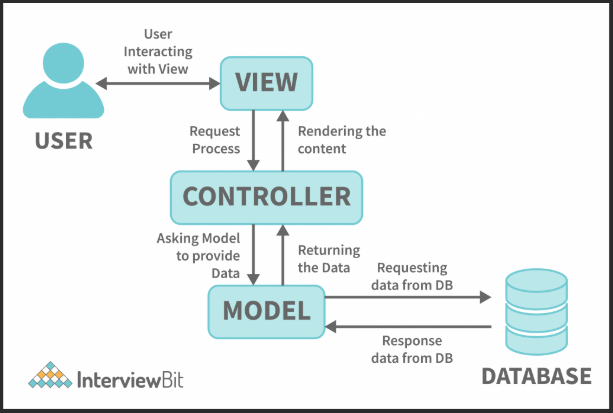 User
Interacting
with View
VIEW
USER
Request
Process
Rendering the
content
CONTROLLER
Asking Model
to provide
Data
Returning
the Data
Requesting
data from DB
MODEL
Response
data from DB
DATABASE
InterviewBit